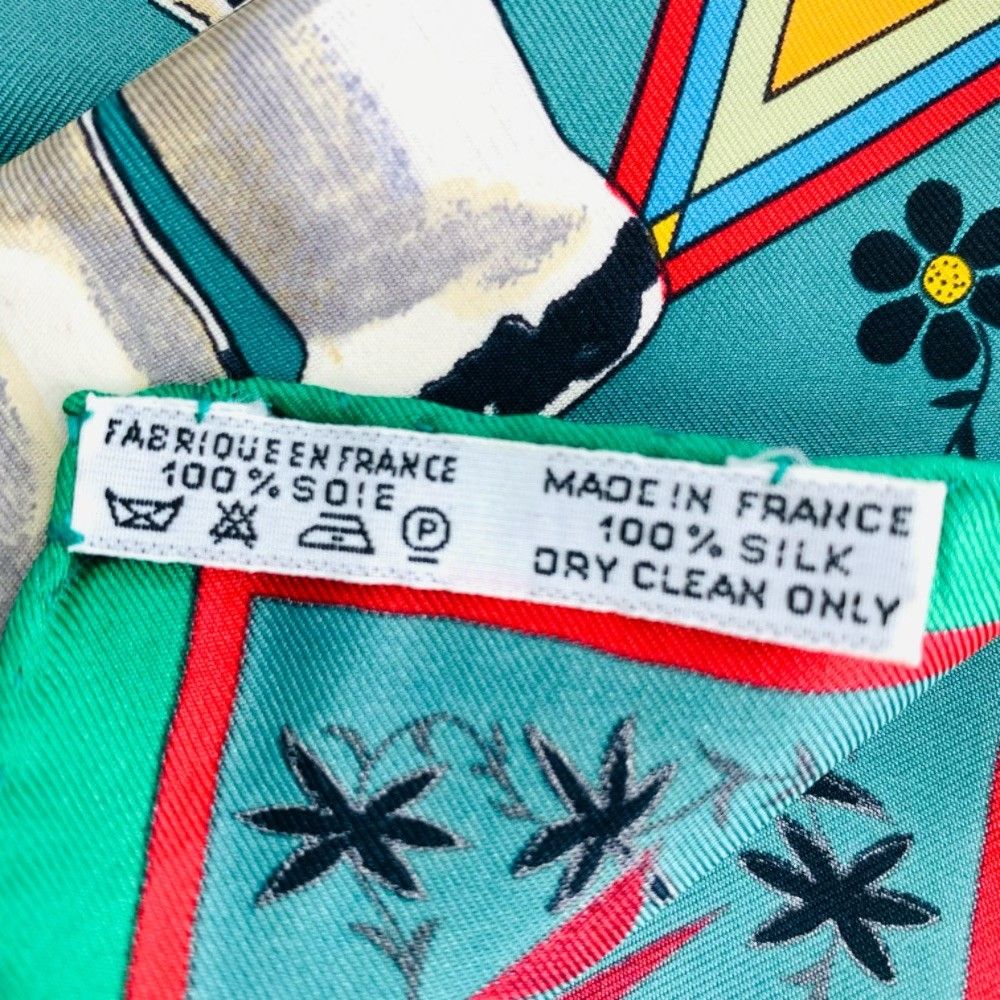 FABRIQUE EN FRANCE
100% SOIE
P
MADE IN FRANCE
100% SILK
DRY CLEAN ONLY